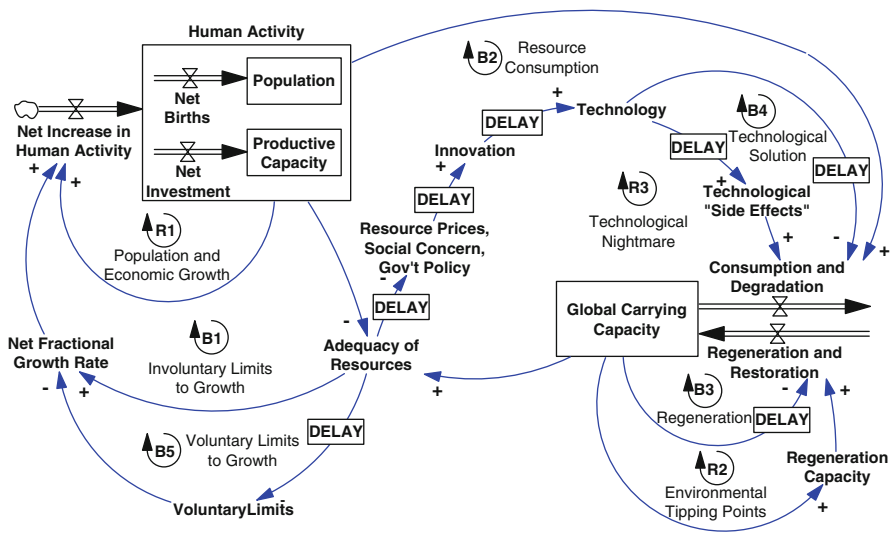 Human Activity
Population
Net
Births
Productive
Capacity
Net
Investment
Net Increase in
Human Activity
+
+
R1
Population and
Economic Growth
B2
Resource
Consumption
+
Technology
DELAY
Innovation
+
DELAY
Resource Prices,
Social Concern,
Gov't Policy
-
DELAY
B4
Technological
Solution
DELAY
DELAY
+
Technological
"Side Effects"
R3
Technological
Nightmare
+
-
+
Consumption and
Degradation
Global Carrying
Capacity
Regeneration and
Restoration
-
+
B3
Regeneration
DELAY
R2
Environmental
Tipping Points
Regeneration
Capacity
+
-
Adequacy of
Resources
+
Net Fractional
Growth Rate
-
+
B1
Involuntary Limits
to Growth
B5
Voluntary Limits
to Growth
DELAY
-
VoluntaryLimits